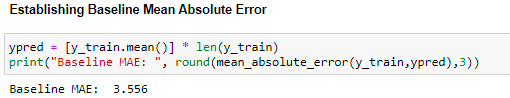 Establishing Baseline Mean Absolute Error
ypred = [y_train.mean()] * len(y_train)
print("Baseline MAE: ", round(mean_absolute_error(y_train,ypred),3))
Baseline MAE:  3.556